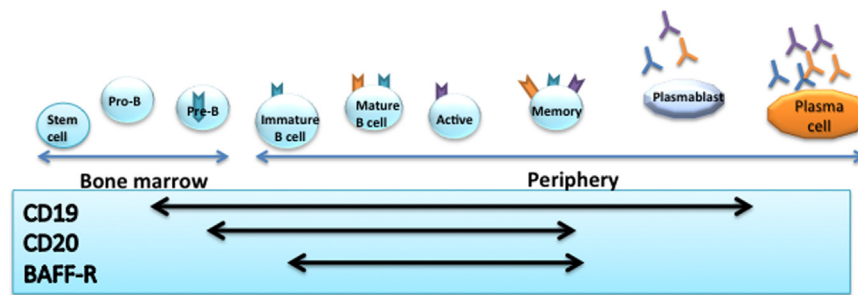 Stem
cell
Pro-B
Pre-B
Immature
B cell
Mature
B cell
Active
Memory
Plasmablast
Plasma
cell
Bone marrow
Periphery
CD19
CD20
BAFF-R